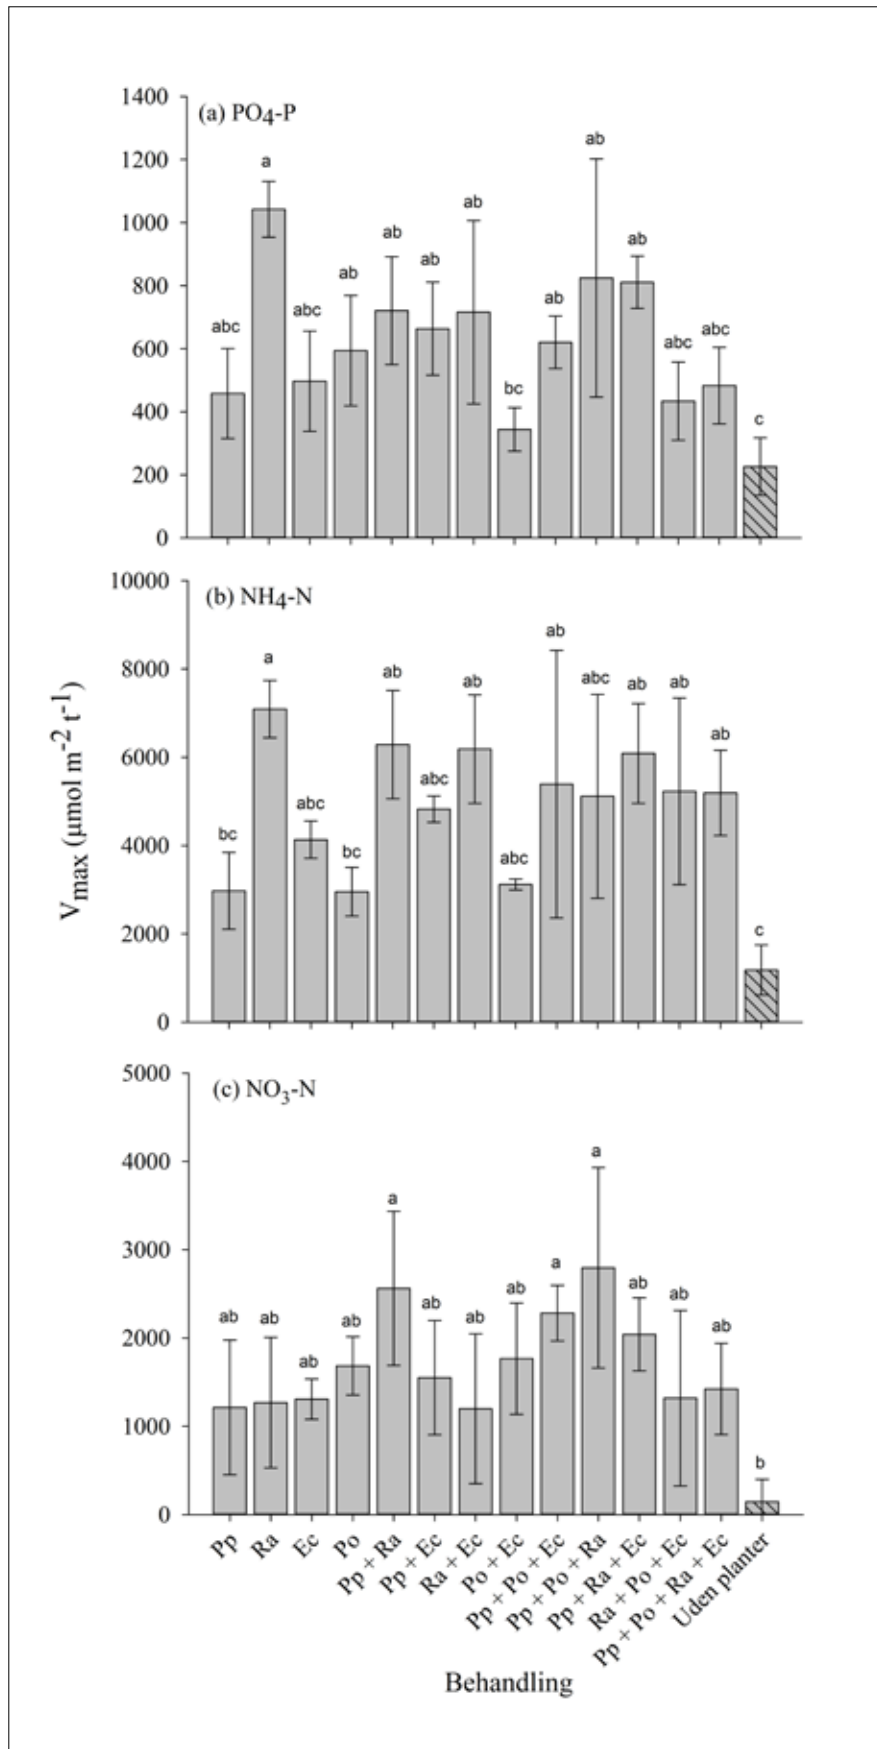 (a) PO4-P
1400
1200
1000
800
600
400
200
0
abc
a
abc
ab
ab
ab
ab
bc
ab
ab
ab
abc
abc
c
(b) NH4-N
10000
8000
6000
4000
2000
0
bc
a
abc
bc
ab
abc
ab
abc
ab
abc
ab
ab
ab
c
Vmax (µmol m-2 t-1)
(c) NO3-N
5000
4000
3000
2000
1000
0
ab
ab
ab
ab
a
ab
ab
ab
a
a
ab
ab
ab
b
Pp
Ra
Ec
Po
Pp + Ra
Pp + Ec
Ra + Ec
Po + Ec
Pp + Po + Ec
Pp + Po + Ra
Pp + Ra + Ec
Ra + Po + Ec
Pp + Po + Ra + Ec
Uden planter
Behandling